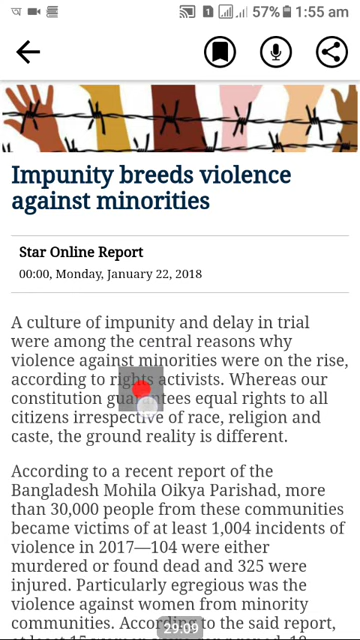 অ 57% 1:55 am
Impunity breeds violence
against minorities
Star Online Report
00:00, Monday, January 22, 2018
A culture of impunity and delay in trial
were among the central reasons why
violence against minorities were on the rise,
according to rights activists. Whereas our
constitution guarantees equal rights to all
citizens irrespective of race, religion and
caste, the ground reality is different.
According to a recent report of the
Bangladesh Mohila Oikya Parishad, more
than 30,000 people from these communities
became victims of at least 1,004 incidents of
violence in 2017—104 were either
murdered or found dead and 325 were
injured. Particularly egregious was the
violence against women from minority
communities. According to the said report,
29:09